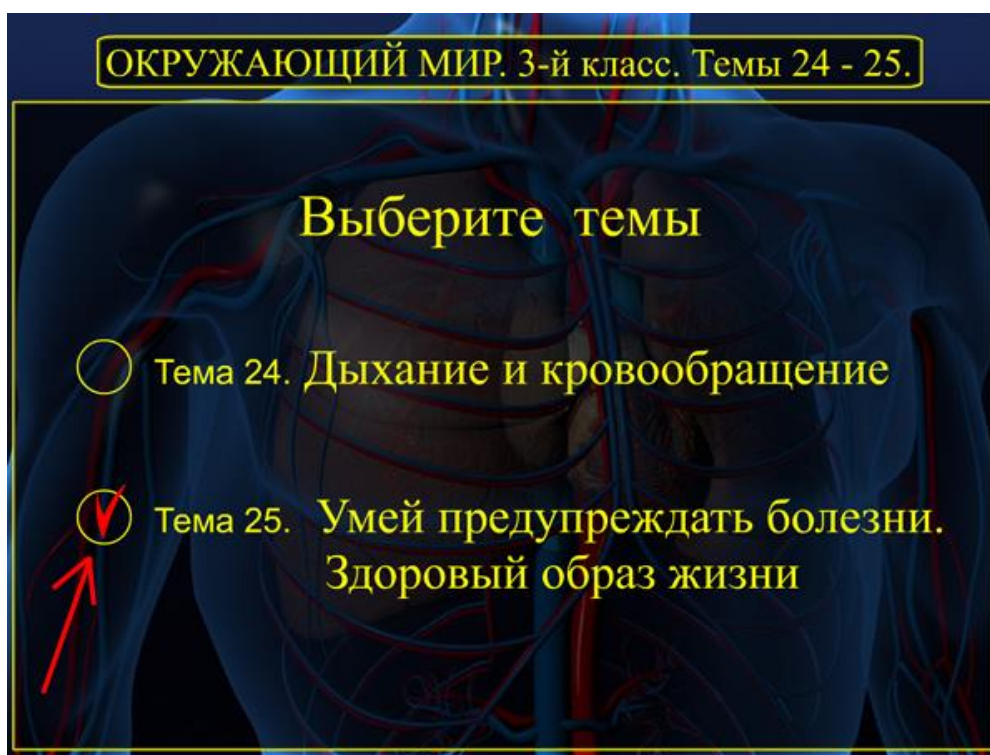 ОКРУЖАЮЩИЙ МИР. 3-й класс. Темы 24 - 25.
Выберите темы
Тема 24. Дыхание и кровообращение
Тема 25. Умей предупреждать болезни.
Здоровый образ жизни